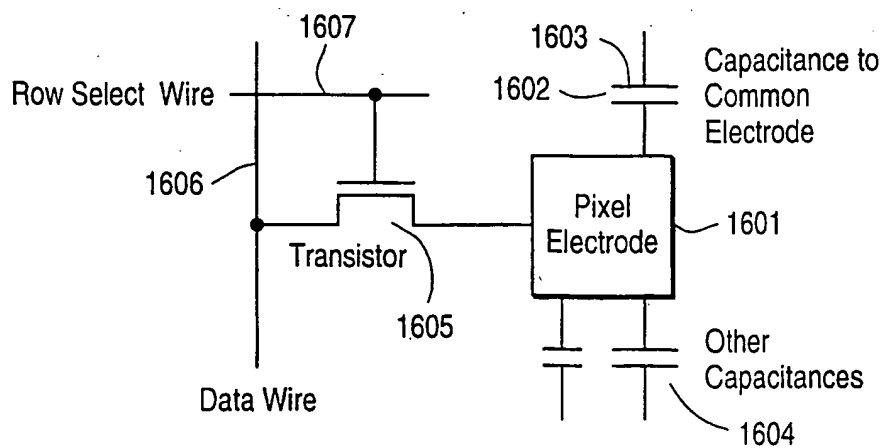 1607
Row Select Wire
1606
Transistor
1605
Data Wire
1603
1602
Capacitance to
Common
Electrode
Pixel
Electrode
1601
Other
Capacitances
1604